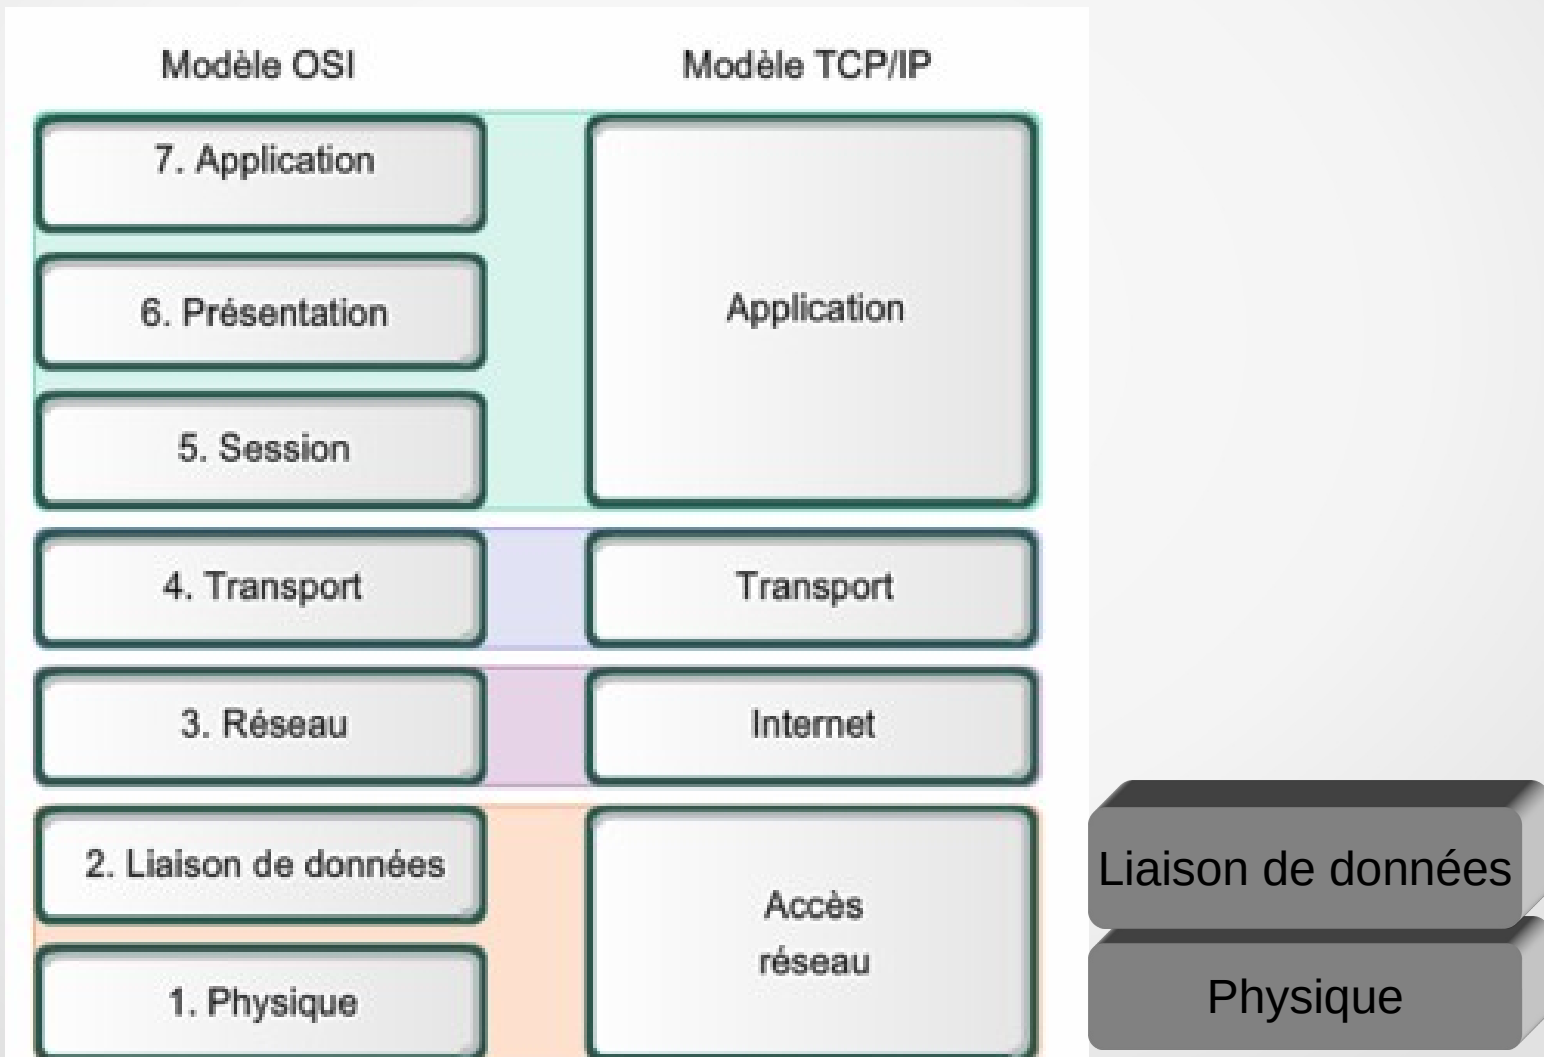 Modèle OSI
Modèle TCP/IP
7. Application
6. Présentation
5. Session
Application
4. Transport
Transport
3. Réseau
Internet
2. Liaison de données
1. Physique
Accès
réseau
Liaison de données
Physique